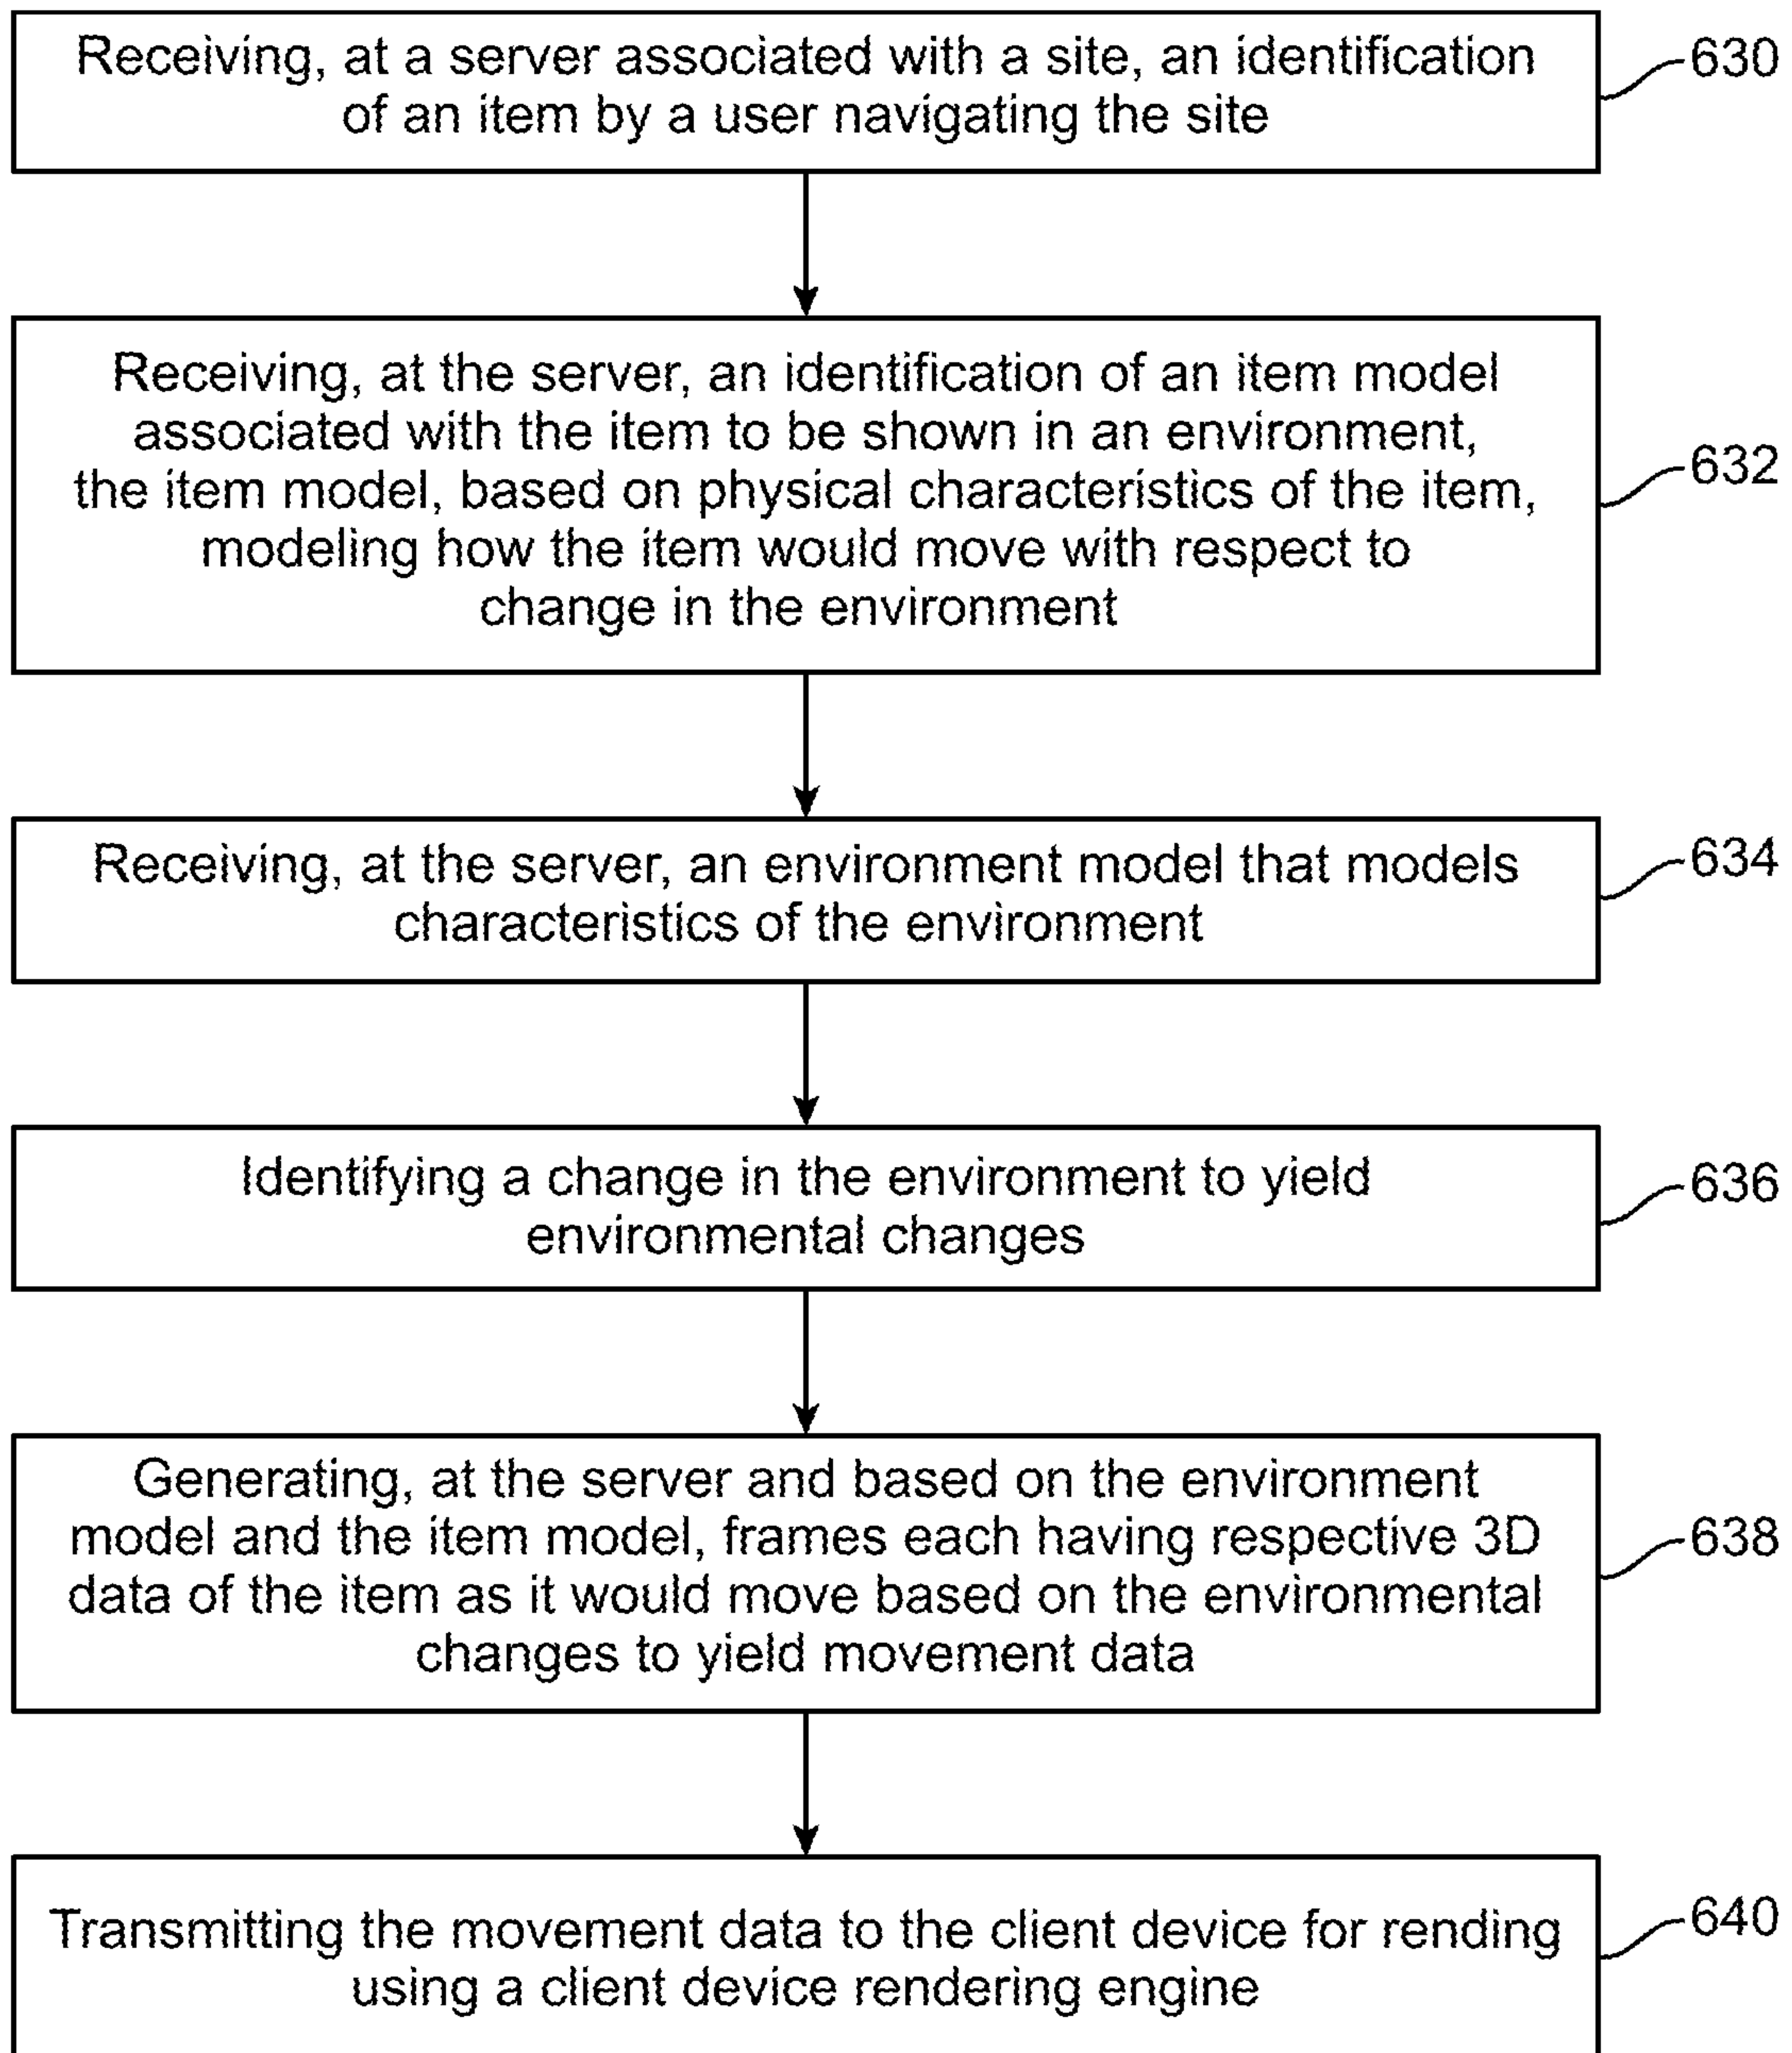 Receiving, at a server associated with a site, an identification
of an item by a user navigating the site
630
Receiving, at the server, an identification of an item model
associated with the item to be shown in an environment,
the item model, based on physical characteristics of the item,
modeling how the item would move with respect to
change in the environment
632
Receiving, at the server, an environment model that models
characteristics of the environment
634
Identifying a change in the environment to yield
environmental changes
636
Generating, at the server and based on the environment
model and the item model, frames each having respective 3D
data of the item as it would move based on the environmental
changes to yield movement data
638
Transmitting the movement data to the client device for rending
using a client device rendering engine
640